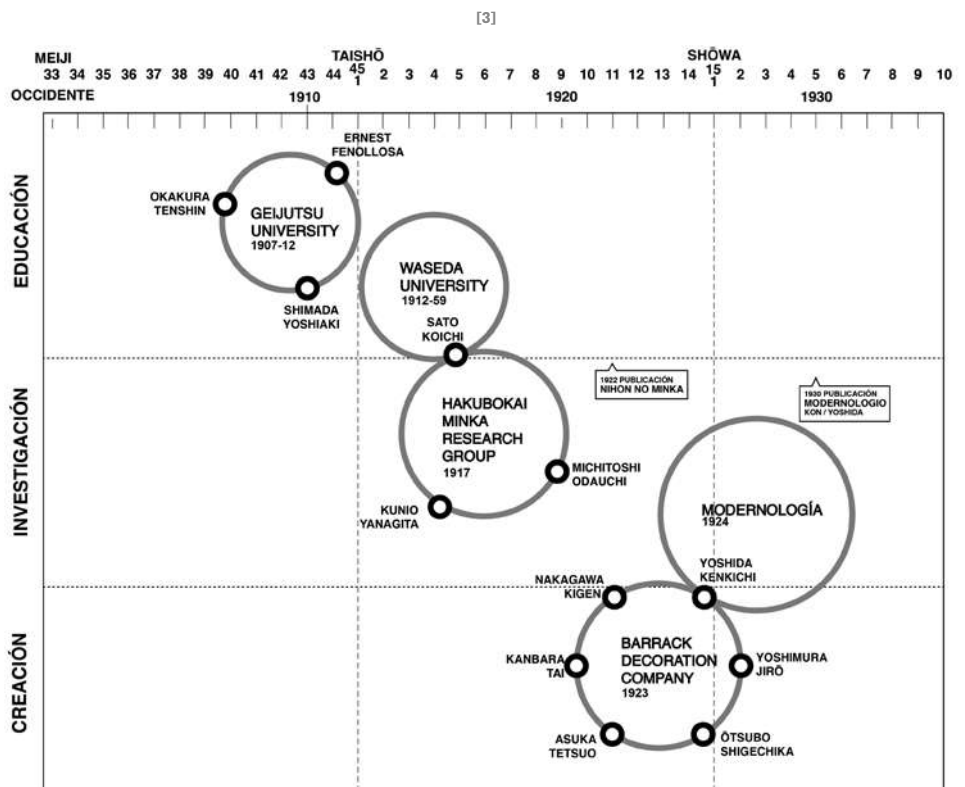 [3]
MEIJI
TAISHŌ
SHŌWA
33 34 35 36 37 38 39 40 41 42 43 44 45 2 3 4 5 6 7 8 9 10 11 12 13 14 15 2 3 4 5 6 7 8 9 10
1 1
OCCIDENTE 1910 1920 1930
EDUCACIÓN
ERNEST
FENOLLOSA
OKAKURA
TENSHIN
GEIJUTSU
UNIVERSITY
1907-12
SHIMADA
YOSHIAKI
WASEDA
UNIVERSITY
1912-59
SATO
KOICHI
INVESTIGACIÓN
1922 PUBLICACIÓN
NIHON NO MINKA
1930 PUBLICACIÓN
MODERNOLOGIO
KON / YOSHIDA
HAKUBOKAI
MINKA
RESEARCH
GROUP
1917
MICHITOSHI
ODAUCHI
KUNIO
YANAGITA
MODERNOLOGÍA
1924
YOSHIDA
KENKICHI
CREACIÓN
NAKAGAWA
KIGEN
BARRACK
DECORATION
COMPANY
1923
KANBARA
TAI
YOSHIMURA
JIRŌ
ASUKA
TETSUO
ŌTSUBO
SHIGECHIKA